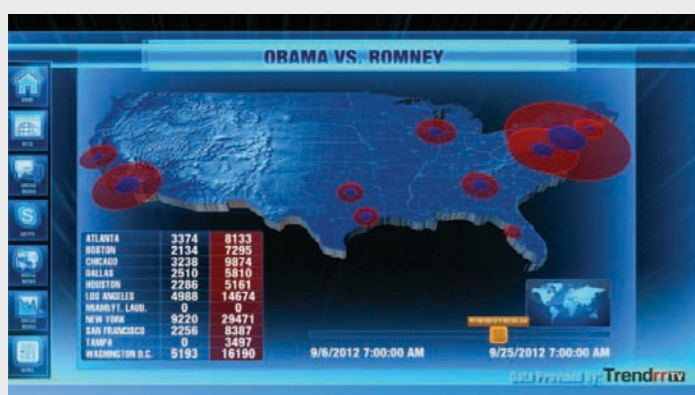 OBAMA VS. ROMNEY
ATLANTA 3374 8133
BOSTON 2134 7295
CHICAGO 3238 9874
DALLAS 2510 5810
HOUSTON 2286 5161
LOS ANGELES 4988 14674
MIAMI/FT. LAUD. 0 0
NEW YORK 9220 29471
SAN FRANCISCO 2256 8387
TAMPA 0 3497
WASHINGTON D.C. 5193 16190
9/6/2012 7:00:00 AM 9/25/2012 7:00:00 AM
Data Provided by: Trendrr TV